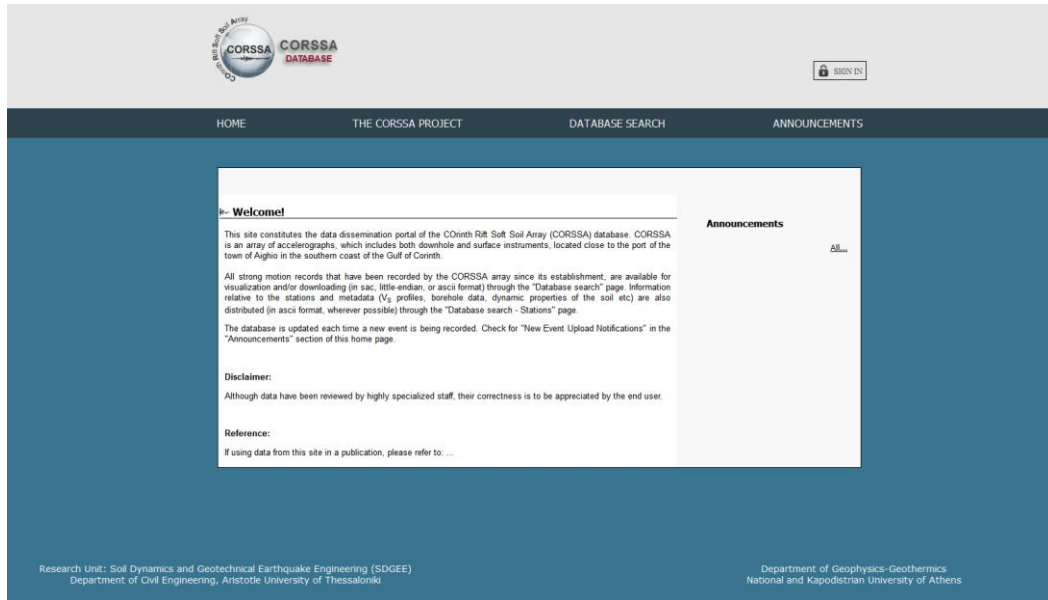 COrinth Rift Soft Soil Array
CORSSA
CORSSA
DATABASE
SIGN IN
HOME THE CORSSA PROJECT DATABASE SEARCH ANNOUNCEMENTS
Welcome!
This site constitutes the data dissemination portal of the COrinth Rift Soft Soil Array (CORSSA) database. CORSSA
is an array of accelerographs, which includes both downhole and surface instruments, located close to the port of the
town of Aighio in the southern coast of the Gulf of Corinth.
All strong motion records that have been recorded by the CORSSA array since its establishment, are available for
visualization and/or downloading (in sac, little-endian, or ascii format) through the "Database search" page. Information
relative to the stations and metadata (VS profiles, borehole data, dynamic properties of the soil etc) are also
distributed (in ascii format, wherever possible) through the "Database search - Stations" page.
The database is updated each time a new event is being recorded. Check for "New Event Upload Notifications" in the
"Announcements" section of this home page.
Disclaimer:
Although data have been reviewed by highly specialized staff, their correctness is to be appreciated by the end user.
Reference:
If using data from this site in a publication, please refer to: ...
Announcements
All...
Research Unit: Soil Dynamics and Geotechnical Earthquake Engineering (SDGEE)
Department of Civil Engineering, Aristotle University of Thessaloniki
Department of Geophysics-Geothermics
National and Kapodistrian University of Athens